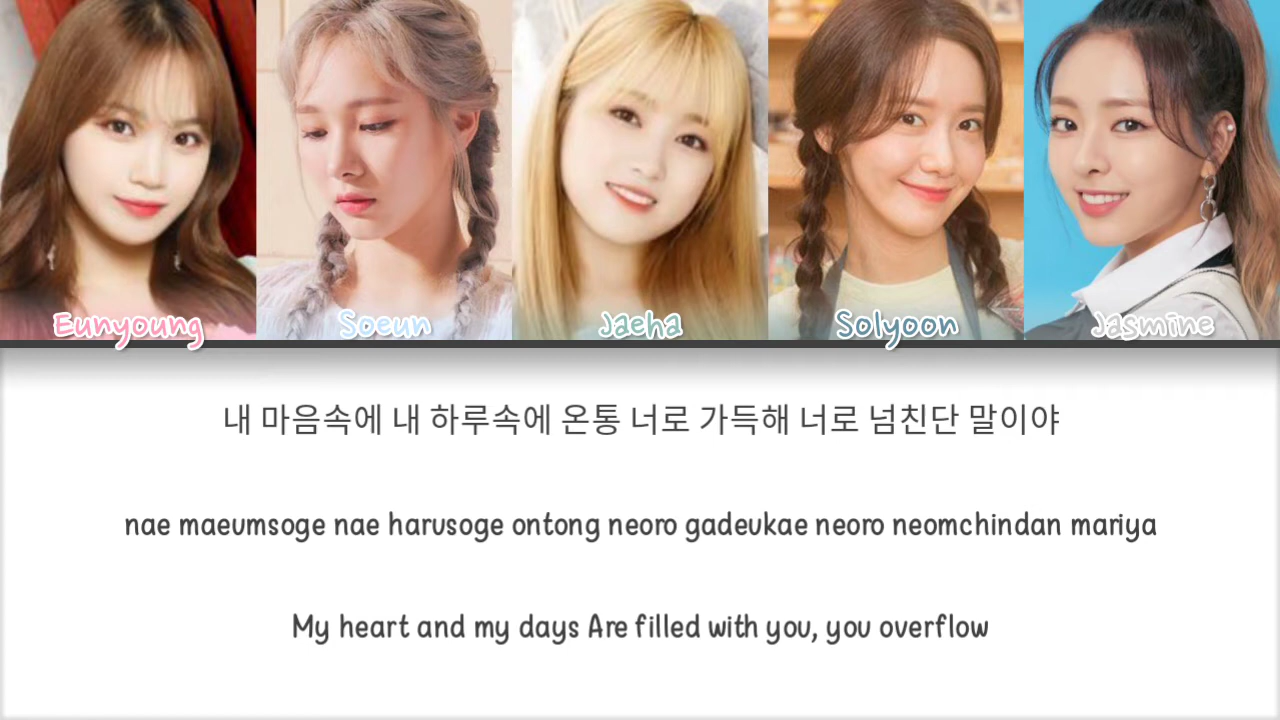 Eunyoung
Soeun
Jaeha
Solyoon
Jasmine
내 마음속에 내 하루속에 온통 너로 가득해 너로 넘친단 말이야
nae maeumsoge nae harusoge ontong neoro gadeukae neoro neomchindan mariya
My heart and my days Are filled with you, you overflow